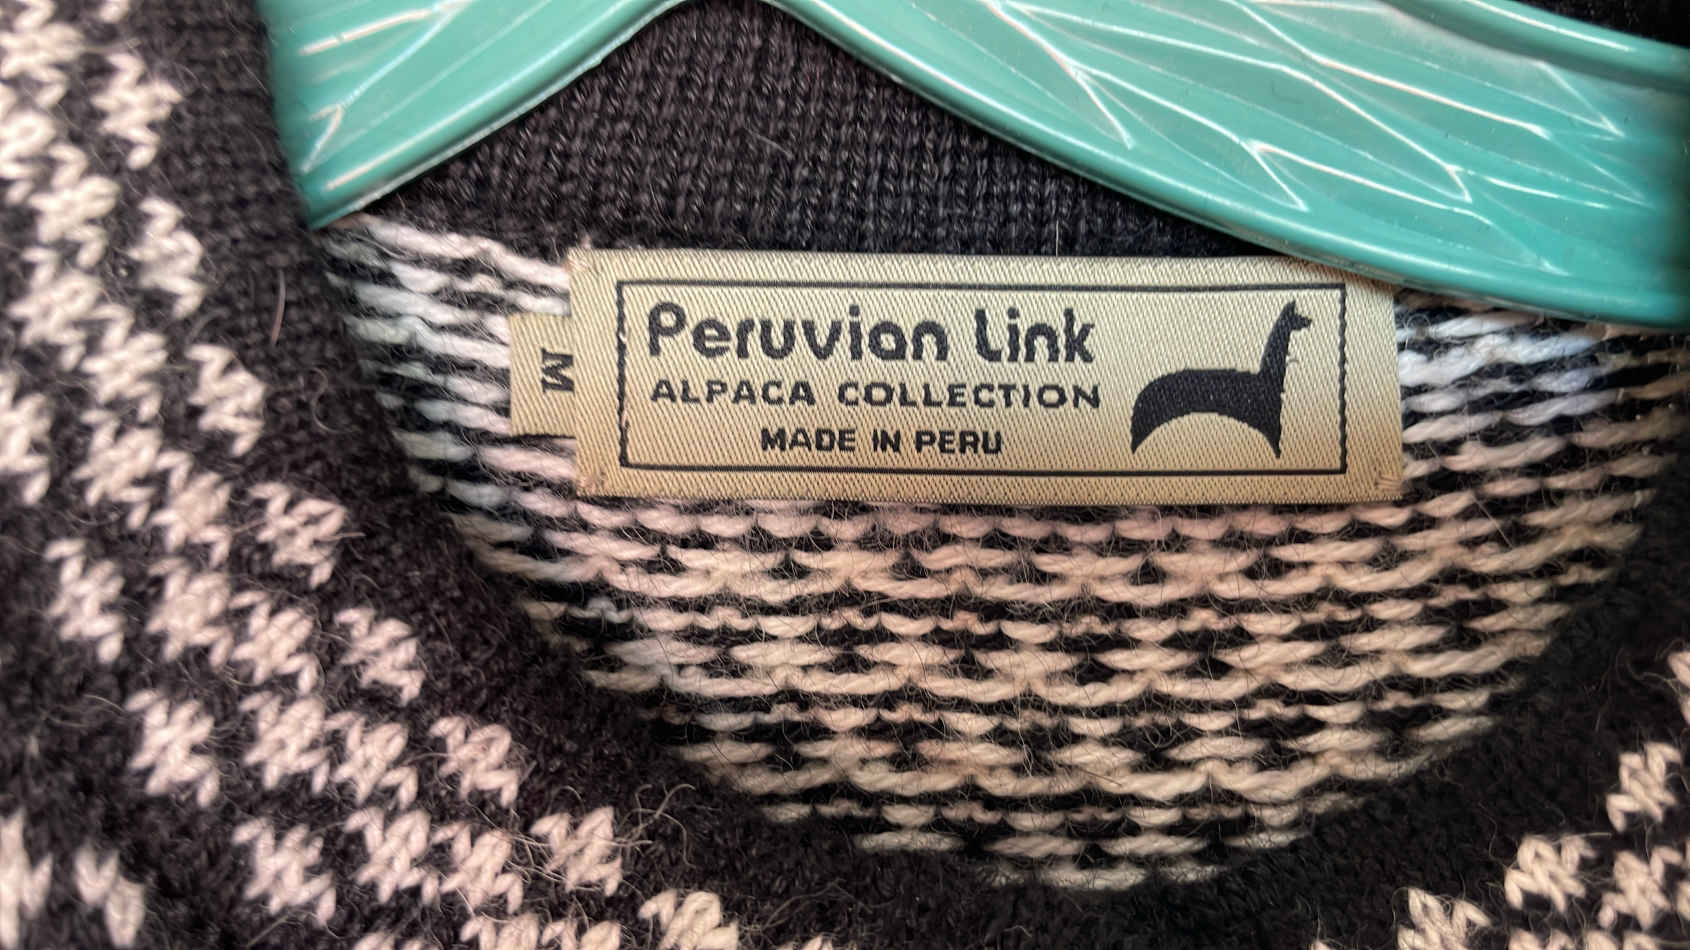 Peruvian Link
ALPACA COLLECTION
MADE IN PERU
M